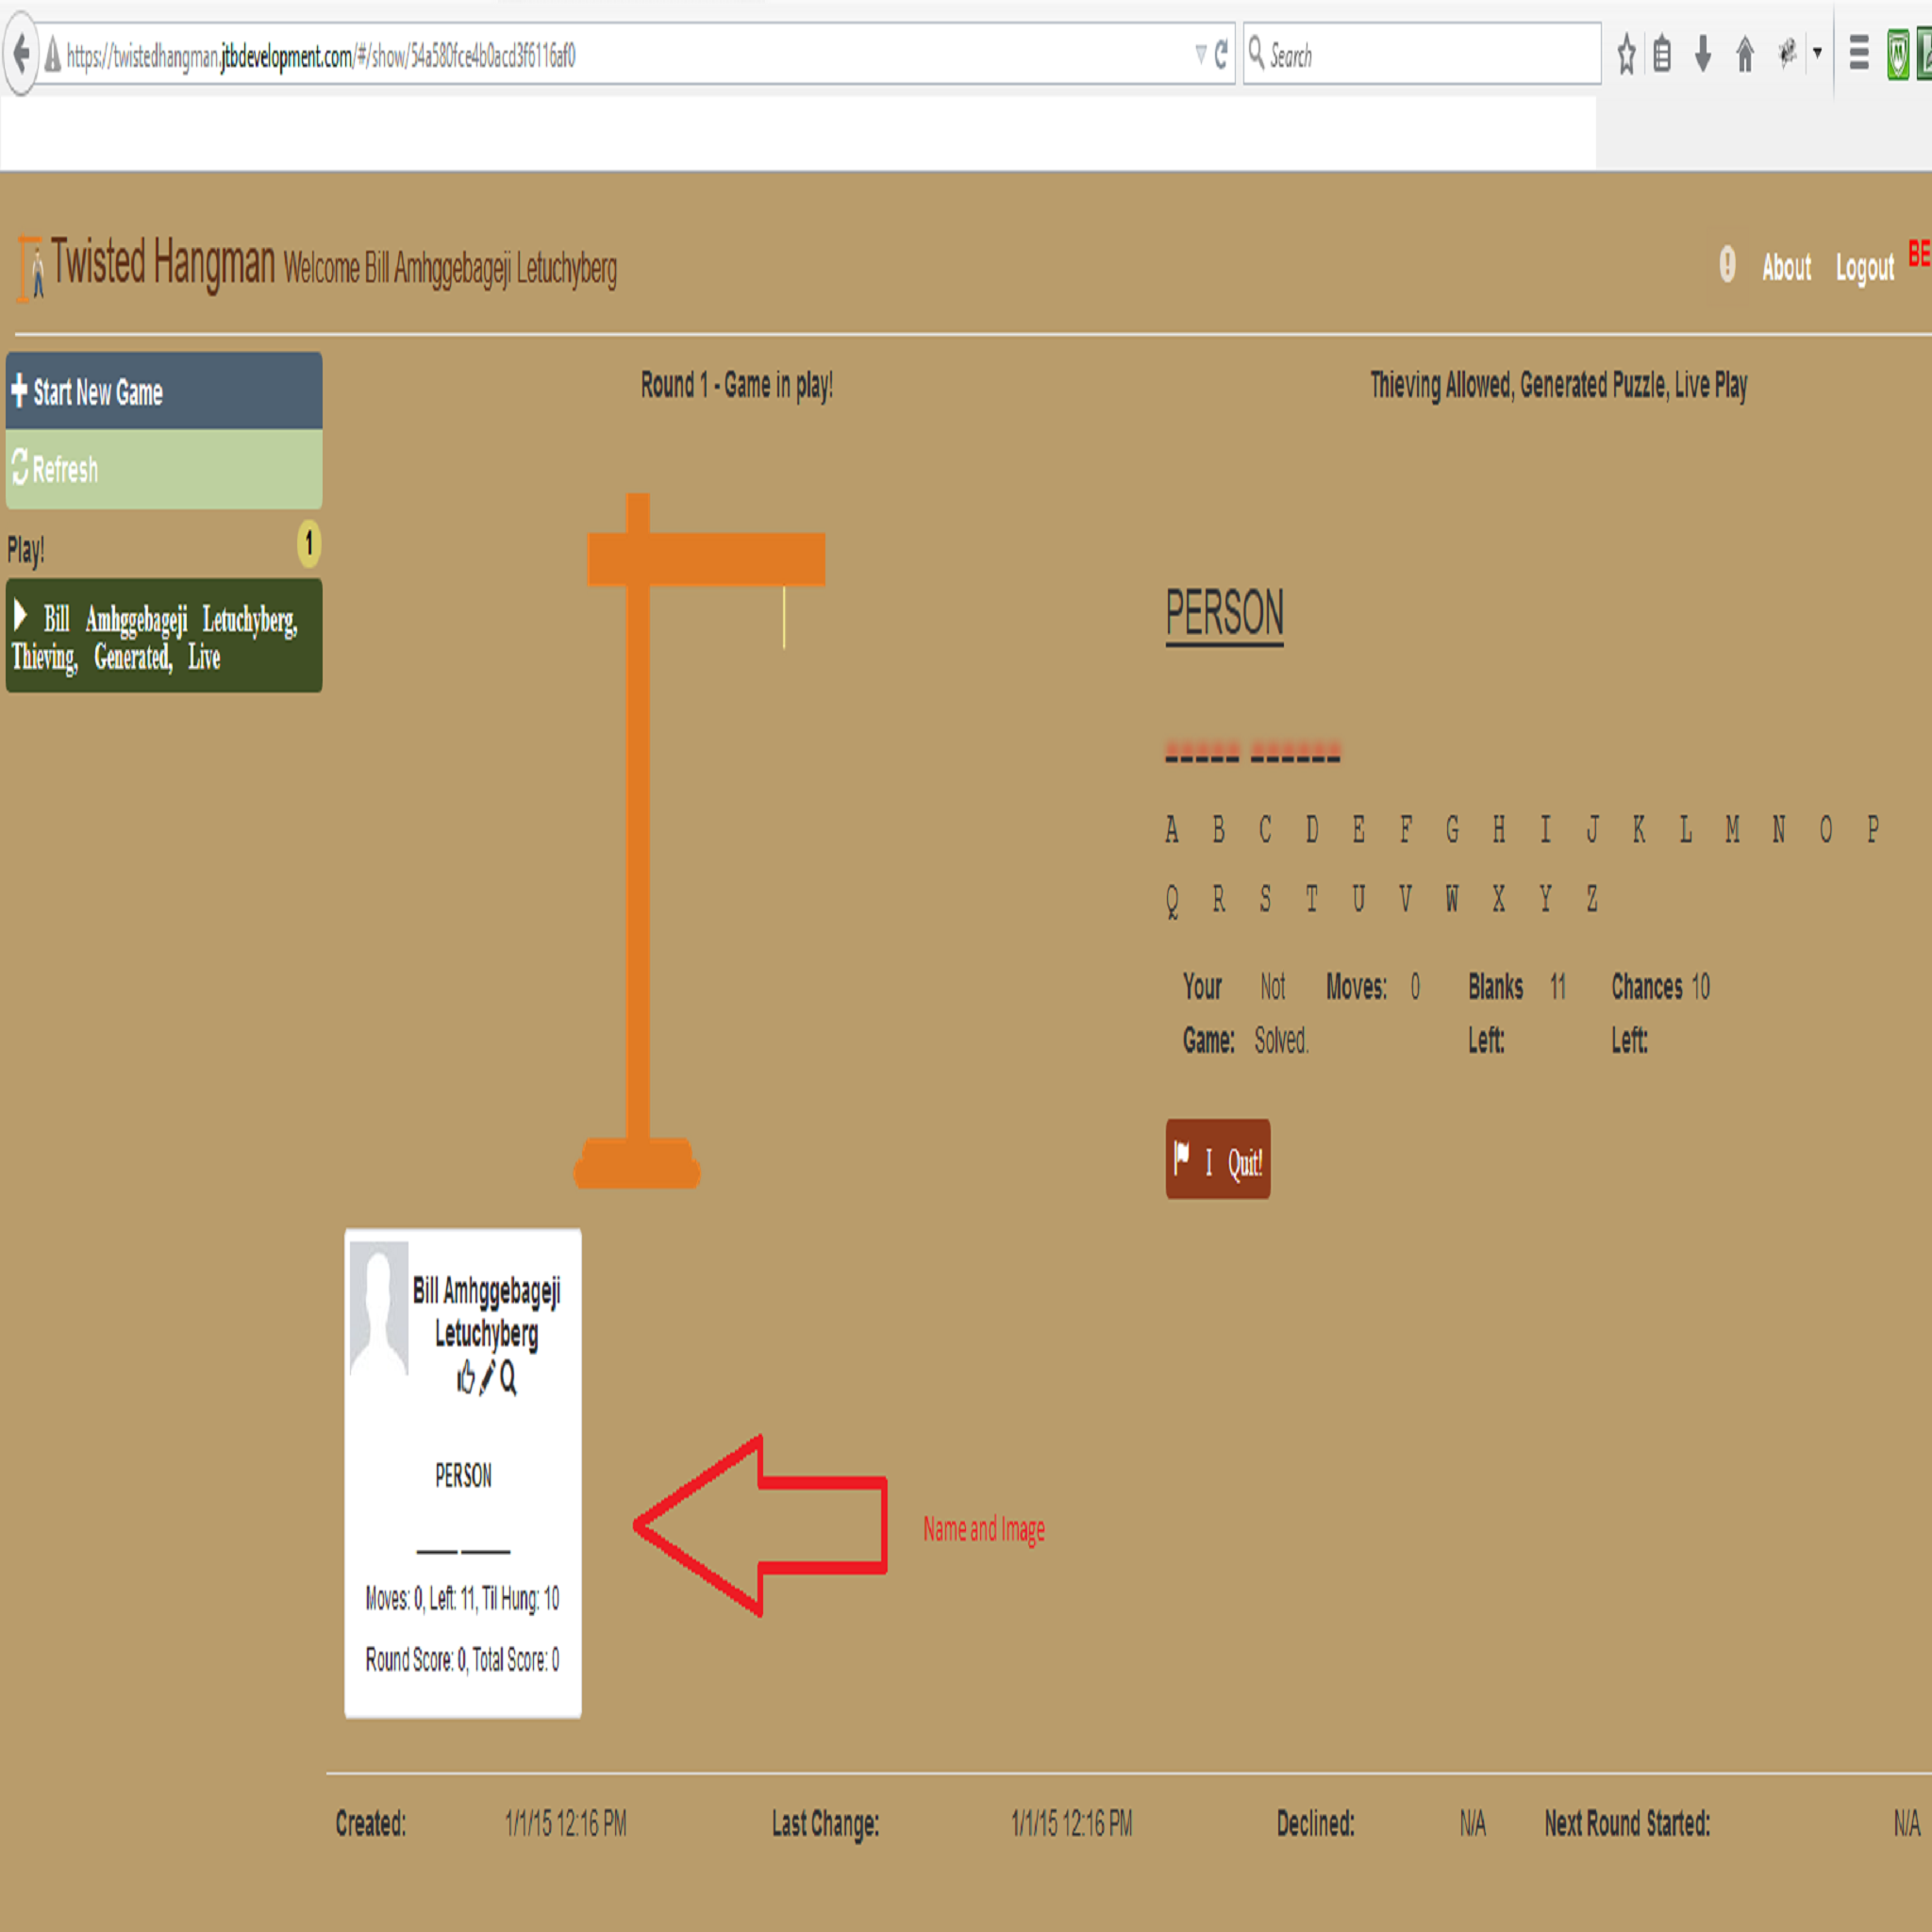 https://twistedhangman.jtbdevelopment.com/#/show/54a580fce4b0acd3f6116af0 Search
Twisted Hangman Welcome Bill Amhggebageji Letuchyberg
About Logout BE
Start New Game
Refresh
Play! 1
Bill Amhggebageji Letuchyberg,
Thieving, Generated, Live
Round 1 - Game in play!
Thieving Allowed, Generated Puzzle, Live Play
PERSON
_____ ______
A B C D E F G H I J K L M N O P
Q R S T U V W X Y Z
Your Not Moves: 0 Blanks 11 Chances 10
Game: Solved. Left: Left:
I Quit!
Bill Amhggebageji
Letuchyberg
PERSON
_____ ______
Moves: 0, Left: 11, Til Hung: 10
Round Score: 0, Total Score: 0
Name and Image
Created: 1/1/15 12:16 PM Last Change: 1/1/15 12:16 PM Declined: N/A Next Round Started: N/A